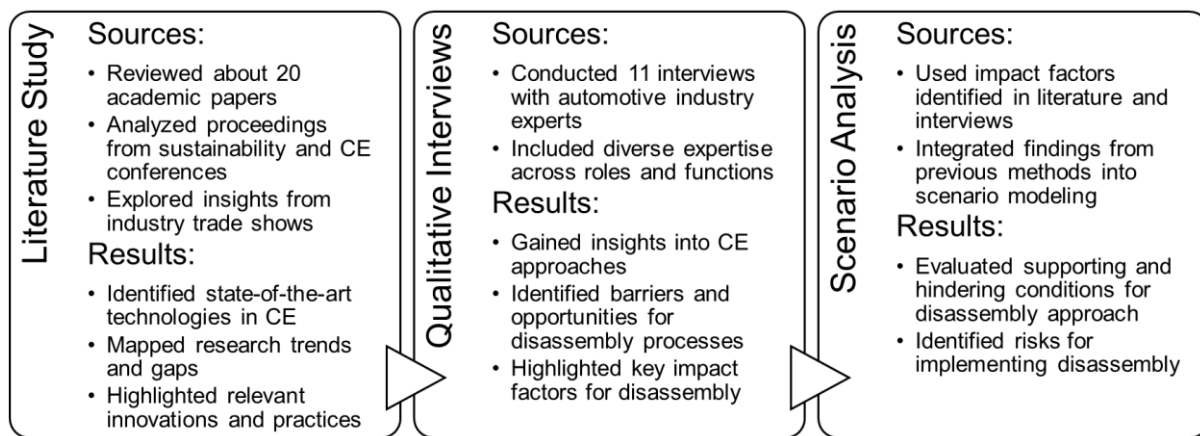 Literature Study
Sources:
• Reviewed about 20
academic papers
• Analyzed proceedings
from sustainability and CE
conferences
• Explored insights from
industry trade shows
Results:
• Identified state-of-the-art
technologies in CE
• Mapped research trends
and gaps
• Highlighted relevant
innovations and practices
Qualitative Interviews
Sources:
• Conducted 11 interviews
with automotive industry
experts
• Included diverse expertise
across roles and functions
Results:
• Gained insights into CE
approaches
• Identified barriers and
opportunities for
disassembly processes
• Highlighted key impact
factors for disassembly
Scenario Analysis
Sources:
• Used impact factors
identified in literature and
interviews
• Integrated findings from
previous methods into
scenario modeling
Results:
• Evaluated supporting and
hindering conditions for
disassembly approach
• Identified risks for
implementing disassembly